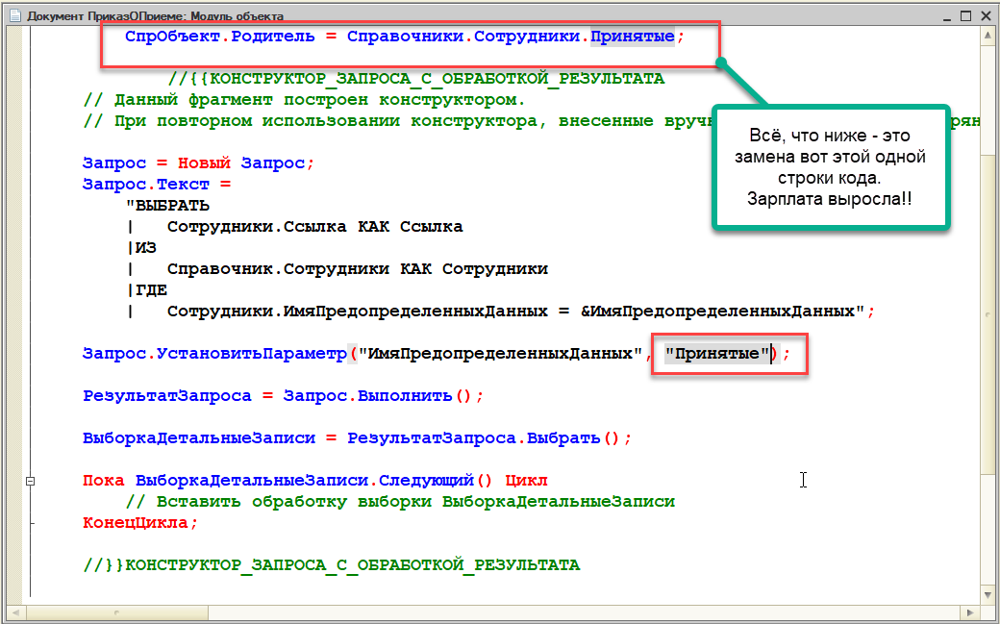 Документ ПриказОПриеме: Модуль объекта
СпрОбъект.Родитель = Справочники.Сотрудники.Принятые;
//{{КОНСТРУКТОР_ЗАПРОСА_С_ОБРАБОТКОЙ_РЕЗУЛЬТАТА
// Данный фрагмент построен конструктором.
// При повторном использовании конструктора, внесенные
Всё, что ниже - это
замена вот этой одной
строки кода.
Зарплата выросла!!
Запрос = Новый Запрос;
Запрос.Текст =
"ВЫБРАТЬ
| Сотрудники.Ссылка КАК Ссылка
|ИЗ
| Справочник.Сотрудники КАК Сотрудники
|ГДЕ
| Сотрудники.ИмяПредопределенныхДанных = &ИмяПредопределенныхДанных";
Запрос.УстановитьПараметр("ИмяПредопределенныхДанных", "Принятые");
РезультатЗапроса = Запрос.Выполнить();
ВыборкаДетальныеЗаписи = РезультатЗапроса.Выбрать();
Пока ВыборкаДетальныеЗаписи.Следующий() Цикл
// Вставить обработку выборки ВыборкаДетальныеЗаписи
КонецЦикла;
//}}КОНСТРУКТОР_ЗАПРОСА_С_ОБРАБОТКОЙ_РЕЗУЛЬТАТА